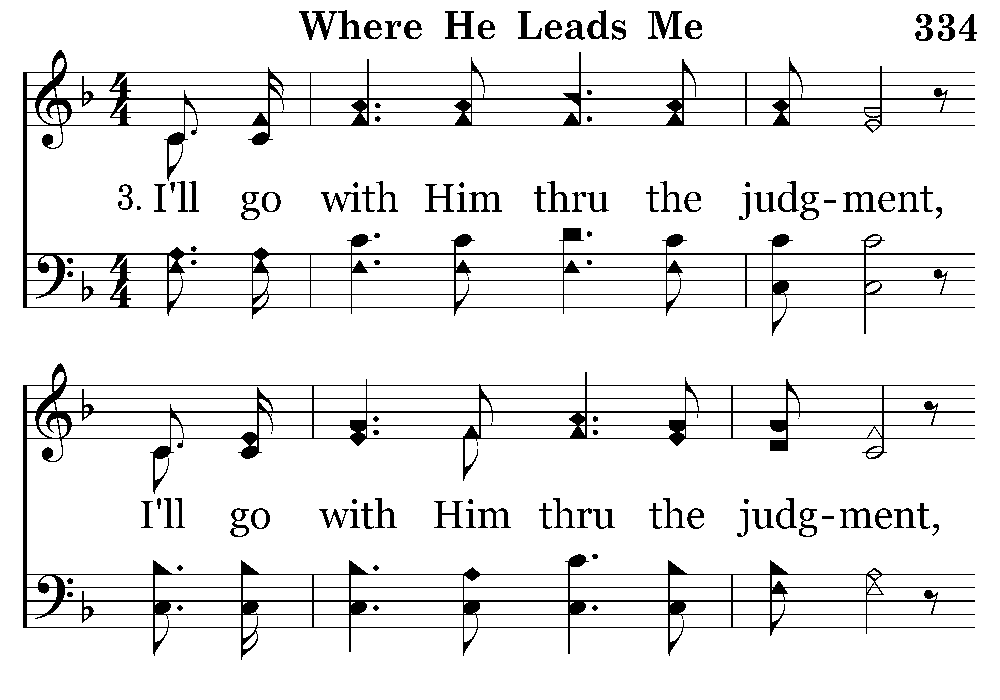 Where He Leads Me 334
3. I'll go with Him thru the judg-ment,
I'll go with Him thru the judg-ment,